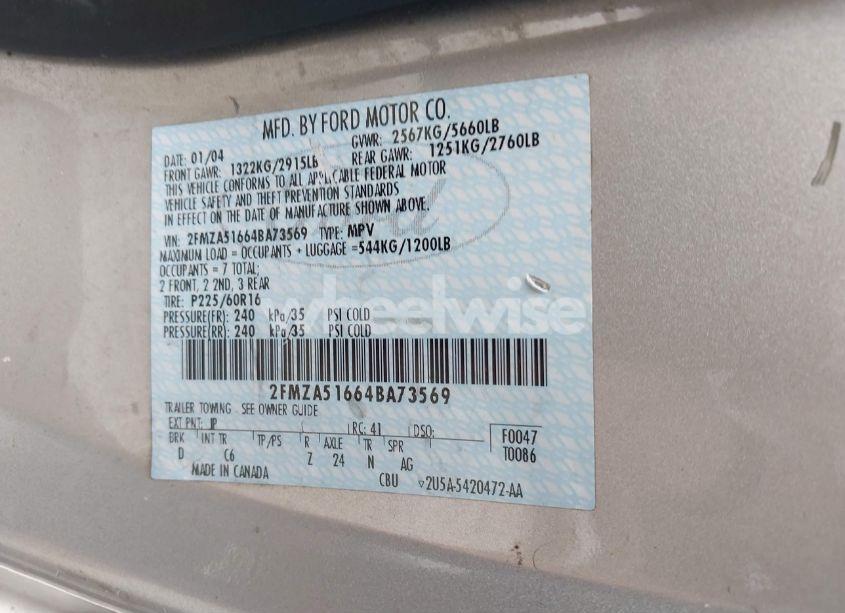 MFD. BY FORD MOTOR CO.
DATE: 01/04 GVWR: 2567KG/5660LB
FRONT GAWR: 1322KG/2915LB REAR GAWR: 1251KG/2760LB
THIS VEHICLE CONFORMS TO ALL APPLICABLE FEDERAL MOTOR
VEHICLE SAFETY AND THEFT PREVENTION STANDARDS
IN EFFECT ON THE DATE OF MANUFACTURE SHOWN ABOVE.
VIN: 2FMZA51664BA73569 TYPE: MPV
MAXIMUM LOAD = OCCUPANTS + LUGGAGE =544KG/1200LB
OCCUPANTS = 7 TOTAL;
2 FRONT, 2 2ND, 3 REAR
TIRE: P225/60R16
PRESSURE(FR): 240 kPa/35 PSI COLD
PRESSURE(RR): 240 kPa/35 PSI COLD
wheelwise
2FMZA51664BA73569
TRAILER TOWING - SEE OWNER GUIDE
EXT PNT: JP RC: 41 DSO: F0047
BRK INT TR TP/PS R AXLE TR SPR T0086
D C6 Z 24 N AG
MADE IN CANADA CBU ▽2U5A-5420472-AA